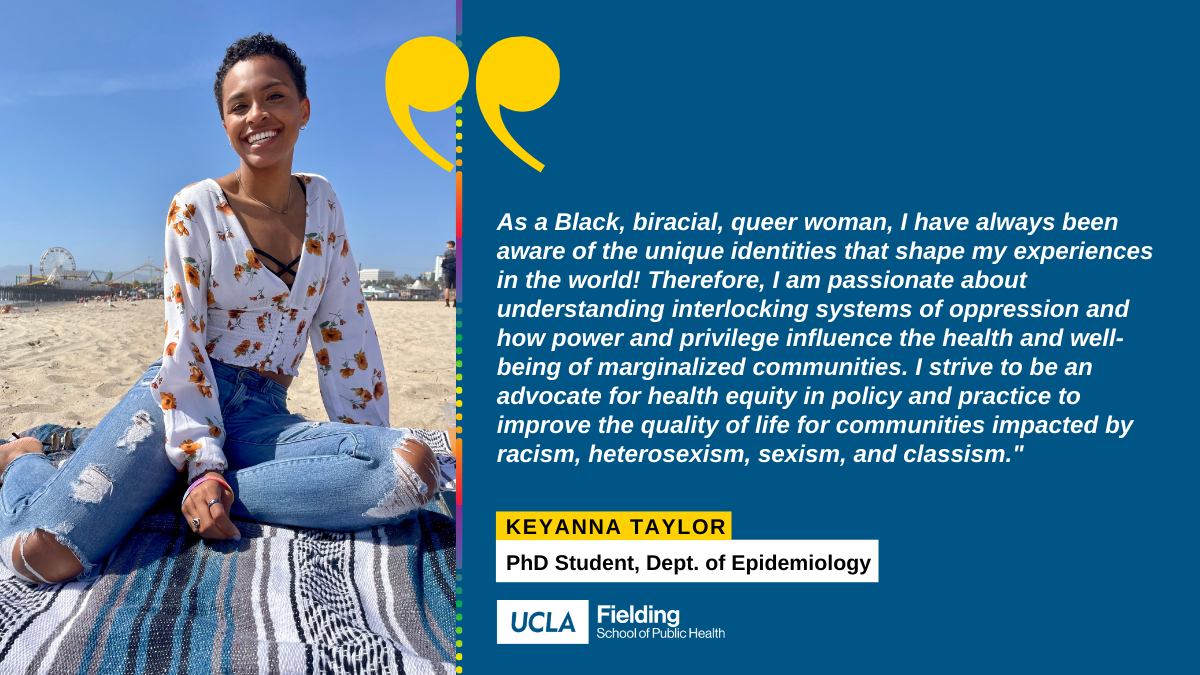 As a Black, biracial, queer woman, I have always been
aware of the unique identities that shape my experiences
in the world! Therefore, I am passionate about
understanding interlocking systems of oppression and
how power and privilege influence the health and well-
being of marginalized communities. I strive to be an
advocate for health equity in policy and practice to
improve the quality of life for communities impacted by
racism, heterosexism, sexism, and classism."
KEYANNA TAYLOR
PhD Student, Dept. of Epidemiology
UCLA Fielding
School of Public Health